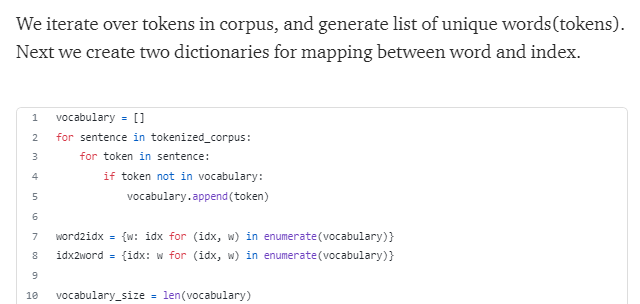 We iterate over tokens in corpus, and generate list of unique words(tokens).
Next we create two dictionaries for mapping between word and index.
1 vocabulary = []
2 for sentence in tokenized_corpus:
3     for token in sentence:
4         if token not in vocabulary:
5             vocabulary.append(token)
6
7 word2idx = {w: idx for (idx, w) in enumerate(vocabulary)}
8 idx2word = {idx: w for (idx, w) in enumerate(vocabulary)}
9
10 vocabulary_size = len(vocabulary)